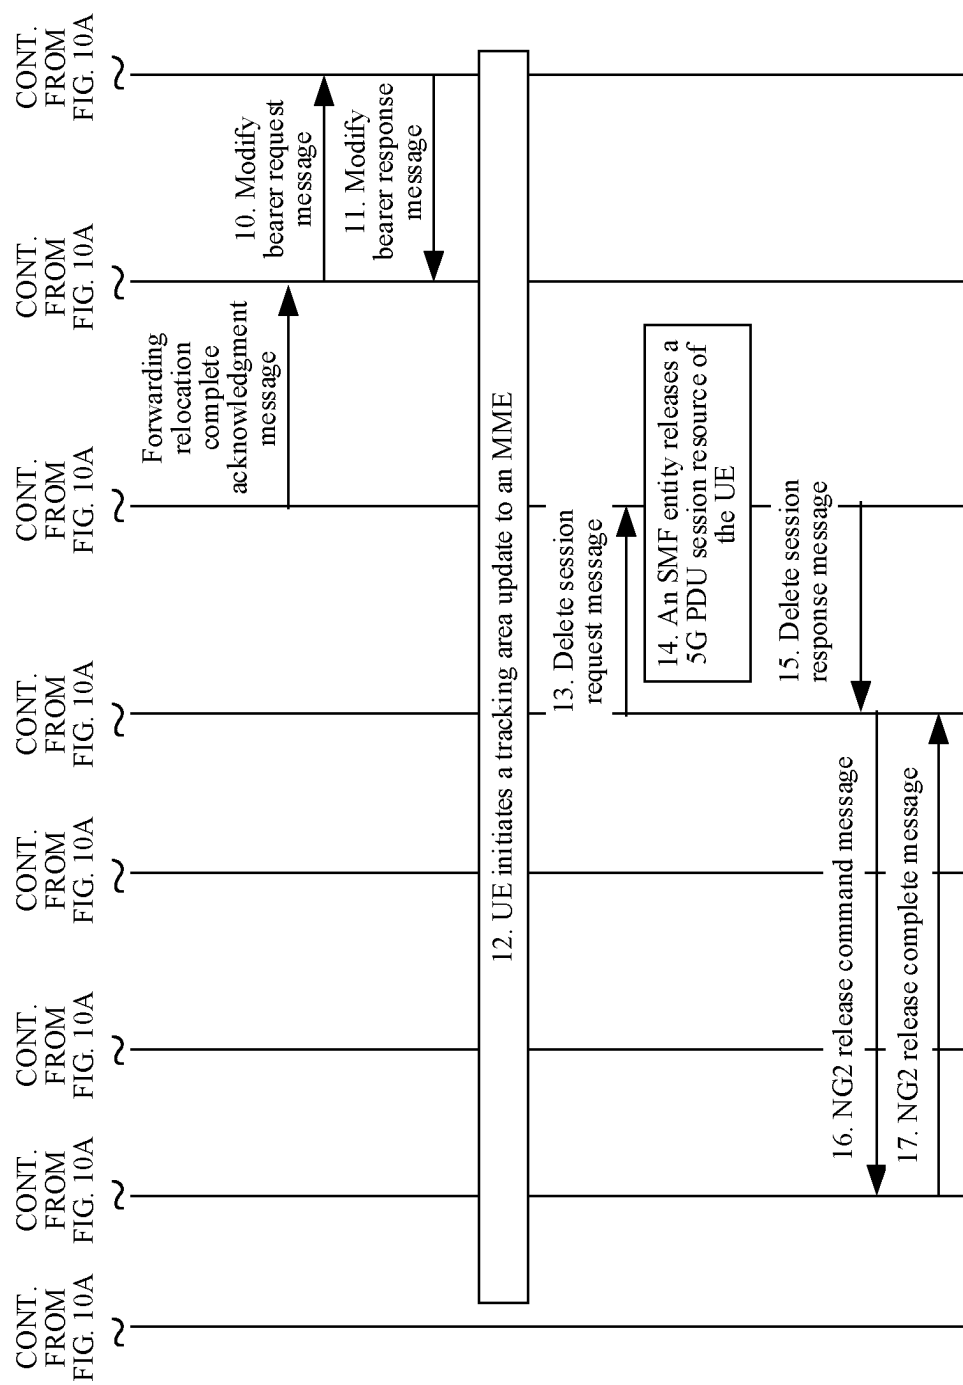 CONT.
FROM
FIG. 10A
CONT.
FROM
FIG. 10A
CONT.
FROM
FIG. 10A
CONT.
FROM
FIG. 10A
CONT.
FROM
FIG. 10A
CONT.
FROM
FIG. 10A
CONT.
FROM
FIG. 10A
CONT.
FROM
FIG. 10A
Forwarding
relocation
complete
acknowledgment
message
10. Modify
bearer request
message
11. Modify
bearer response
message
12. UE initiates a tracking area update to an MME
13. Delete session
request message
14. An SMF entity releases a
5G PDU session resource of
the UE
15. Delete session
response message
16. NG2 release command message
17. NG2 release complete message